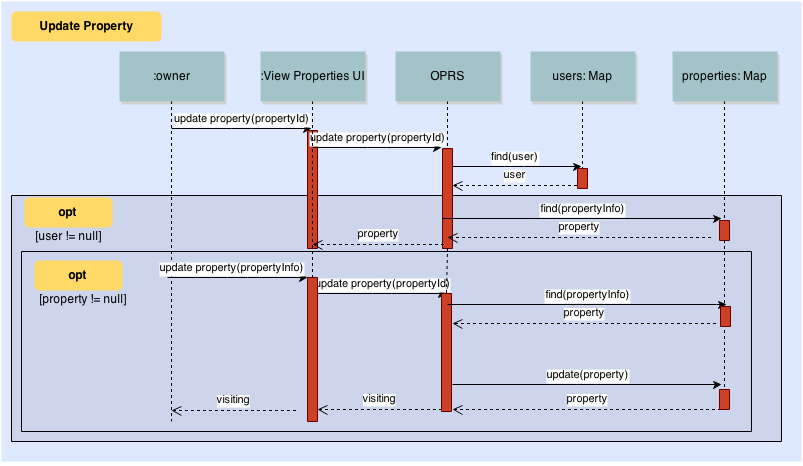 Update Property
:owner
:View Properties UI
OPRS
users: Map
properties: Map
update property(propertyId)
update property(propertyId)
find(user)
user
opt
[user != null]
find(propertyInfo)
property
property
opt
[property != null]
update property(propertyInfo)
update property(propertyId)
find(propertyInfo)
property
update(property)
property
visiting
visiting